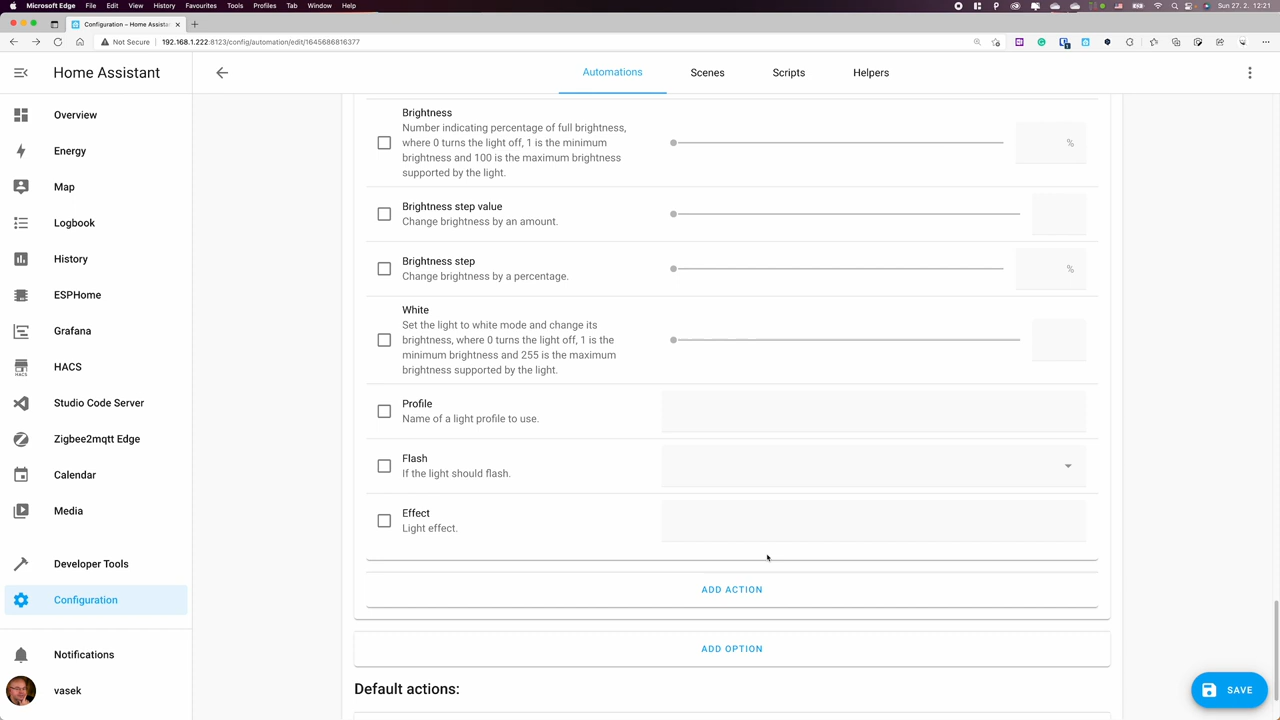 Microsoft Edge File Edit View History Favourites Tools Profiles Tab Window Help
Sun 27. 2. 12:21
Configuration – Home Assistant
Not Secure 192.168.1.222:8123/config/automation/edit/1645686816377
Home Assistant
Automations
Scenes
Scripts
Helpers
Overview
Energy
Map
Logbook
History
ESPHome
Grafana
HACS
HACS
Studio Code Server
Zigbee2mqtt Edge
Calendar
Media
Developer Tools
Configuration
Notifications
vasek
Brightness
Number indicating percentage of full brightness,
where 0 turns the light off, 1 is the minimum
brightness and 100 is the maximum brightness
supported by the light.
%
Brightness step value
Change brightness by an amount.
Brightness step
Change brightness by a percentage.
%
White
Set the light to white mode and change its
brightness, where 0 turns the light off, 1 is the
minimum brightness and 255 is the maximum
brightness supported by the light.
Profile
Name of a light profile to use.
Flash
If the light should flash.
Effect
Light effect.
ADD ACTION
ADD OPTION
Default actions:
SAVE